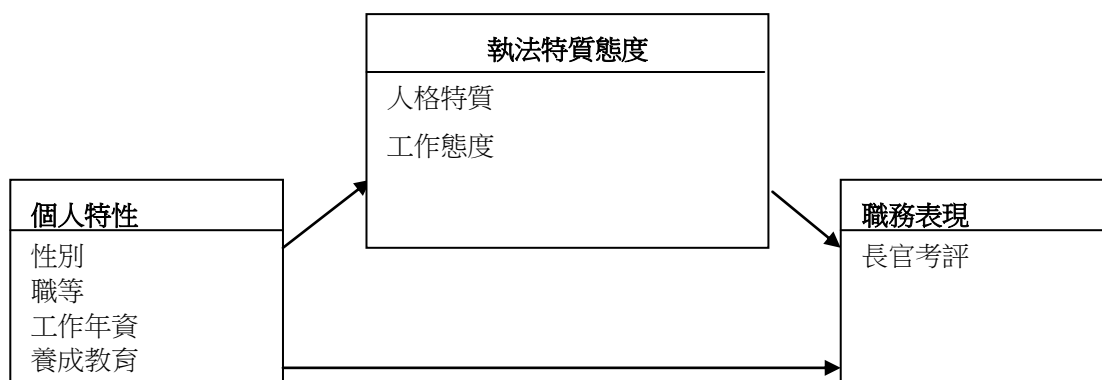 執法特質態度
人格特質
工作態度
個人特性
性別
職等
工作年資
養成教育
職務表現
長官考評